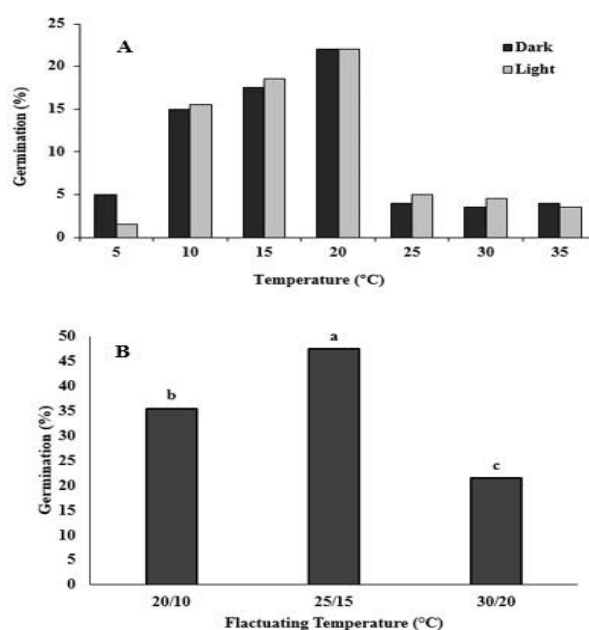 A
Dark
Light
Germination (%)
25
20
15
10
5
0
5 10 15 20 25 30 35
Temperature (°C)
B
Germination (%)
50
45
40
35
30
25
20
15
10
5
0
b
a
c
20/10 25/15 30/20
Flactuating Temperature (°C)